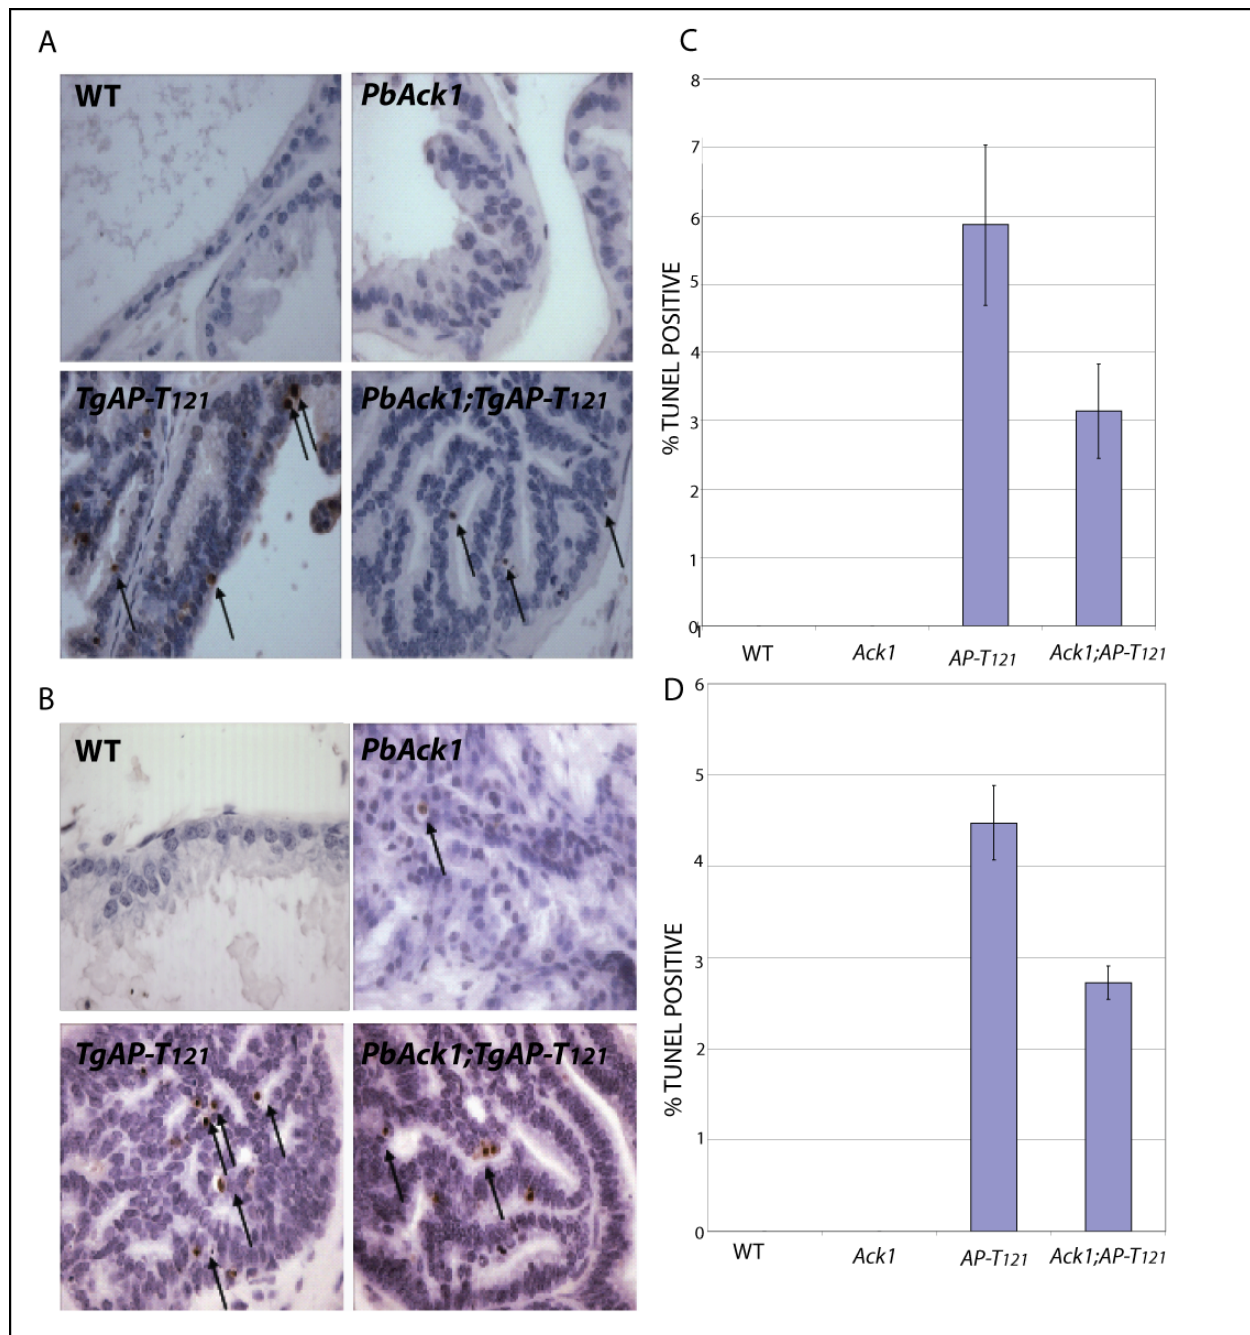 A
WT
PbAck1
TgAP-T121
PbAck1;TgAP-T121
B
WT
PbAck1
TgAP-T121
PbAck1;TgAP-T121
C
8
7
6
5
4
3
2
1
0
% TUNEL POSITIVE
WT
Ack1
AP-T121
Ack1;AP-T121
D
6
5
4
3
2
1
0
% TUNEL POSITIVE
WT
Ack1
AP-T121
Ack1;AP-T121